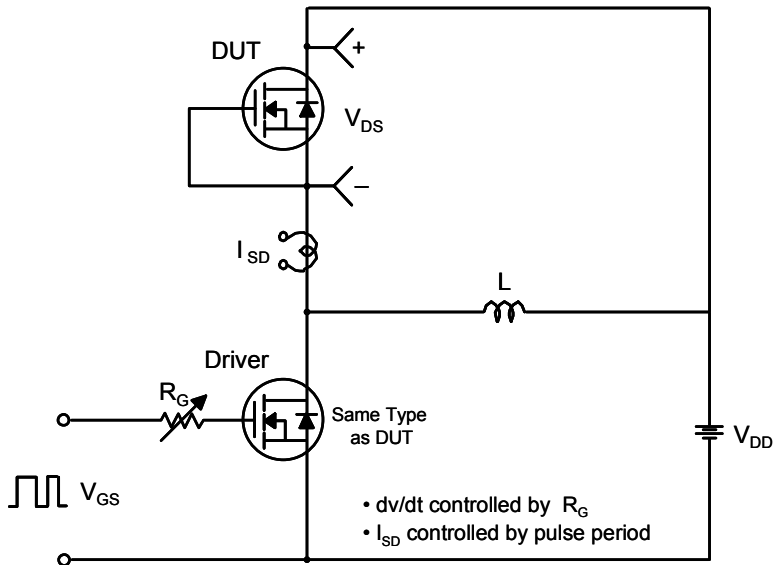 DUT
+
V_DS
–
I_SD
L
Driver
R_G
Same Type
as DUT
V_DD
V_GS
• dv/dt controlled by R_G
• I_SD controlled by pulse period